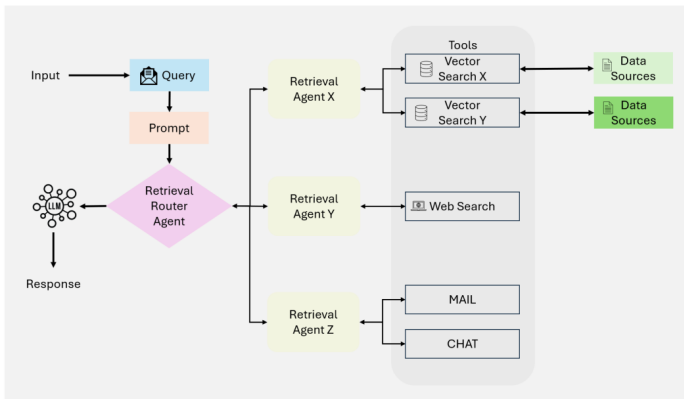 Input
Query
Prompt
Retrieval
Router
Agent
LLM
Response
Retrieval
Agent X
Retrieval
Agent Y
Retrieval
Agent Z
Tools
Vector
Search X
Vector
Search Y
Web Search
MAIL
CHAT
Data
Sources
Data
Sources